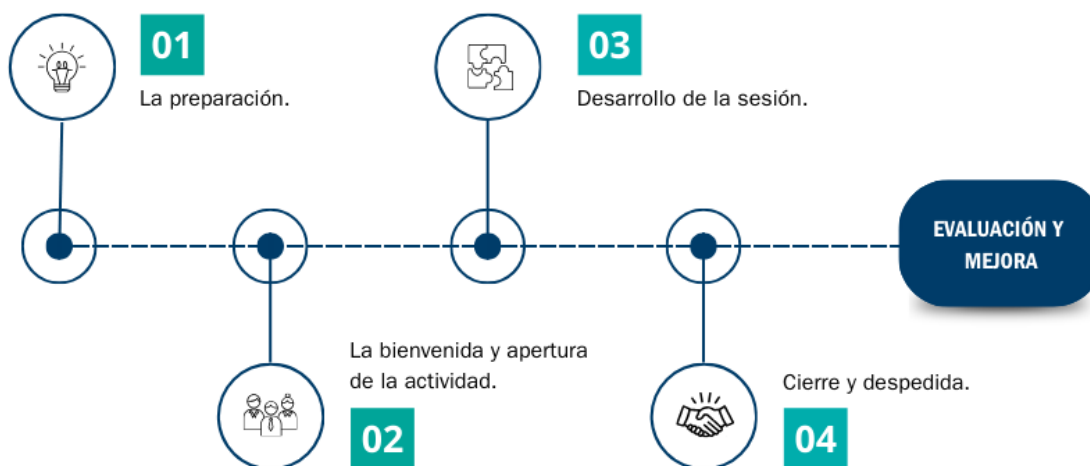 01
La preparación.
02
La bienvenida y apertura
de la actividad.
03
Desarrollo de la sesión.
04
Cierre y despedida.
EVALUACIÓN Y
MEJORA